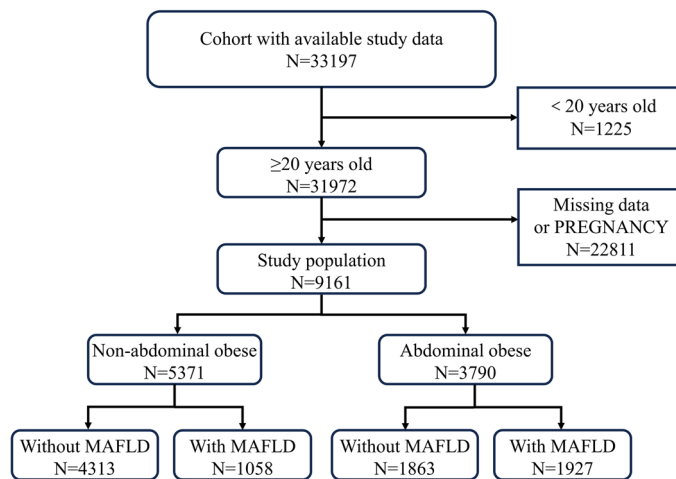 Cohort with available study data
N=33197
< 20 years old
N=1225
≥20 years old
N=31972
Missing data
or PREGNANCY
N=22811
Study population
N=9161
Non-abdominal obese
N=5371
Abdominal obese
N=3790
Without MAFLD
N=4313
With MAFLD
N=1058
Without MAFLD
N=1863
With MAFLD
N=1927